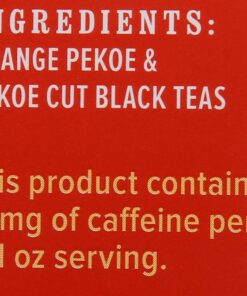 NGREDIENTS:
ANGE PEKOE &
KOE CUT BLACK TEAS
is product contain
mg of caffeine pe
l oz serving.